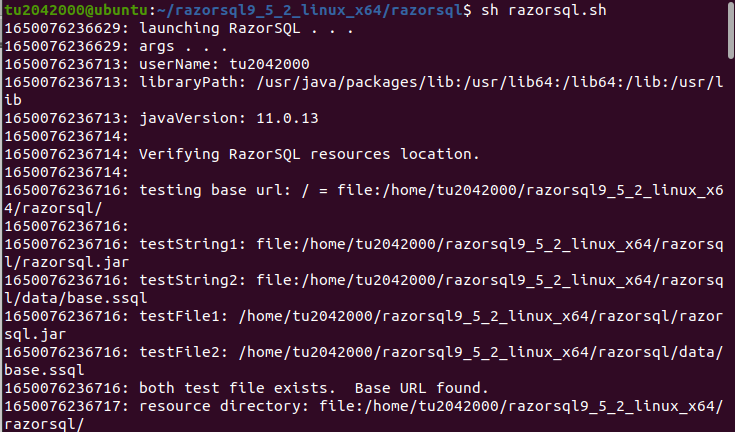 tu2042000@ubuntu:~/razorsql9_5_2_linux_x64/razorsql$ sh razorsql.sh
1650076236629: launching RazorSQL . . .
1650076236629: args . . .
1650076236713: userName: tu2042000
1650076236713: libraryPath: /usr/java/packages/lib:/usr/lib64:/lib64:/lib:/usr/l
ib
1650076236713: javaVersion: 11.0.13
1650076236714:
1650076236714: Verifying RazorSQL resources location.
1650076236714:
1650076236716: testing base url: / = file:/home/tu2042000/razorsql9_5_2_linux_x6
4/razorsql/
1650076236716:
1650076236716: testString1: file:/home/tu2042000/razorsql9_5_2_linux_x64/razorsq
l/razorsql.jar
1650076236716: testString2: file:/home/tu2042000/razorsql9_5_2_linux_x64/razorsq
l/data/base.ssql
1650076236716: testFile1: /home/tu2042000/razorsql9_5_2_linux_x64/razorsql/razor
sql.jar
1650076236716: testFile2: /home/tu2042000/razorsql9_5_2_linux_x64/razorsql/data/
base.ssql
1650076236716: both test file exists.  Base URL found.
1650076236717: resource directory: file:/home/tu2042000/razorsql9_5_2_linux_x64/
razorsql/